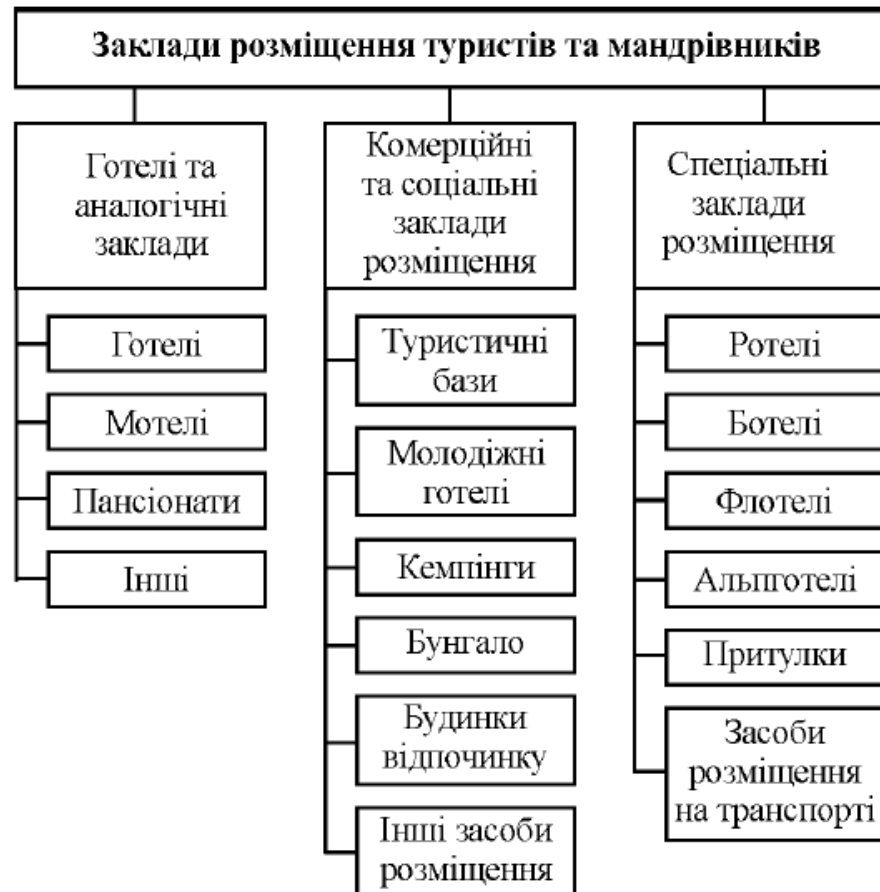 Заклади розміщення туристів та мандрівників
Готелі та
аналогічні
заклади
Готелі
Мотелі
Пансіонати
Інші
Комерційні
та соціальні
заклади
розміщення
Туристичні
бази
Молодіжні
готелі
Кемпінги
Бунгало
Будинки
відпочинку
Інші засоби
розміщення
Спеціальні
заклади
розміщення
Ротелі
Ботелі
Флотелі
Альпготелі
Притулки
Засоби
розміщення
на транспорті